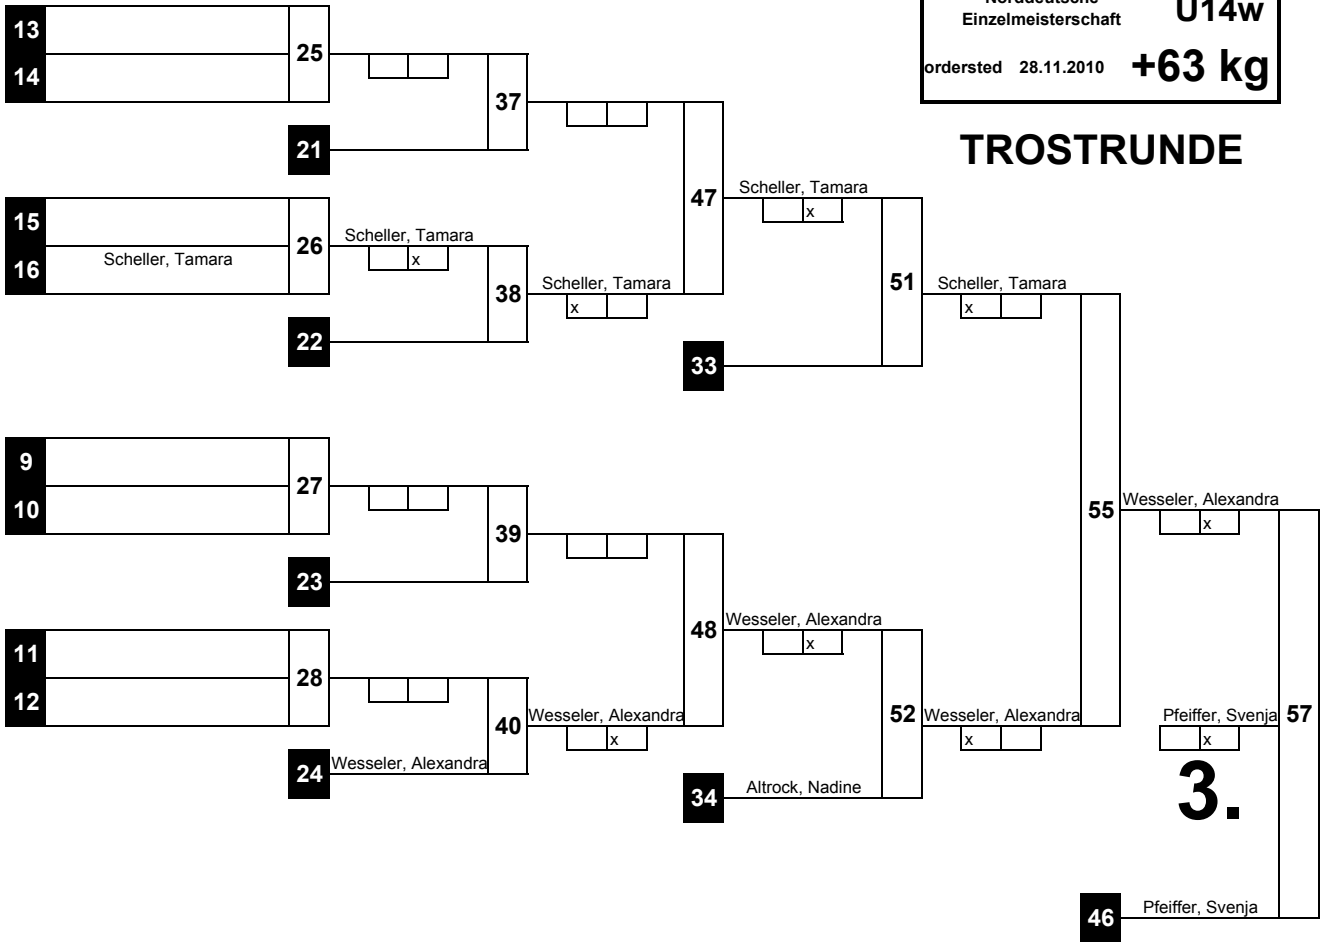 Norddeutsche
Einzelmeisterschaft
U14w
ordersted 28.11.2010 +63 kg
TROSTRUNDE
13
14
25
37
21
47
Scheller, Tamara
x
15
16
Scheller, Tamara
26
Scheller, Tamara
x
38
Scheller, Tamara
x
22
51
Scheller, Tamara
x
33
9
10
27
39
23
55
Wesseler, Alexandra
x
11
12
28
40
Wesseler, Alexandra
x
24
Wesseler, Alexandra
48
Wesseler, Alexandra
x
52
Wesseler, Alexandra
x
34
Altrock, Nadine
Pfeiffer, Svenja
x
57
3.
46
Pfeiffer, Svenja